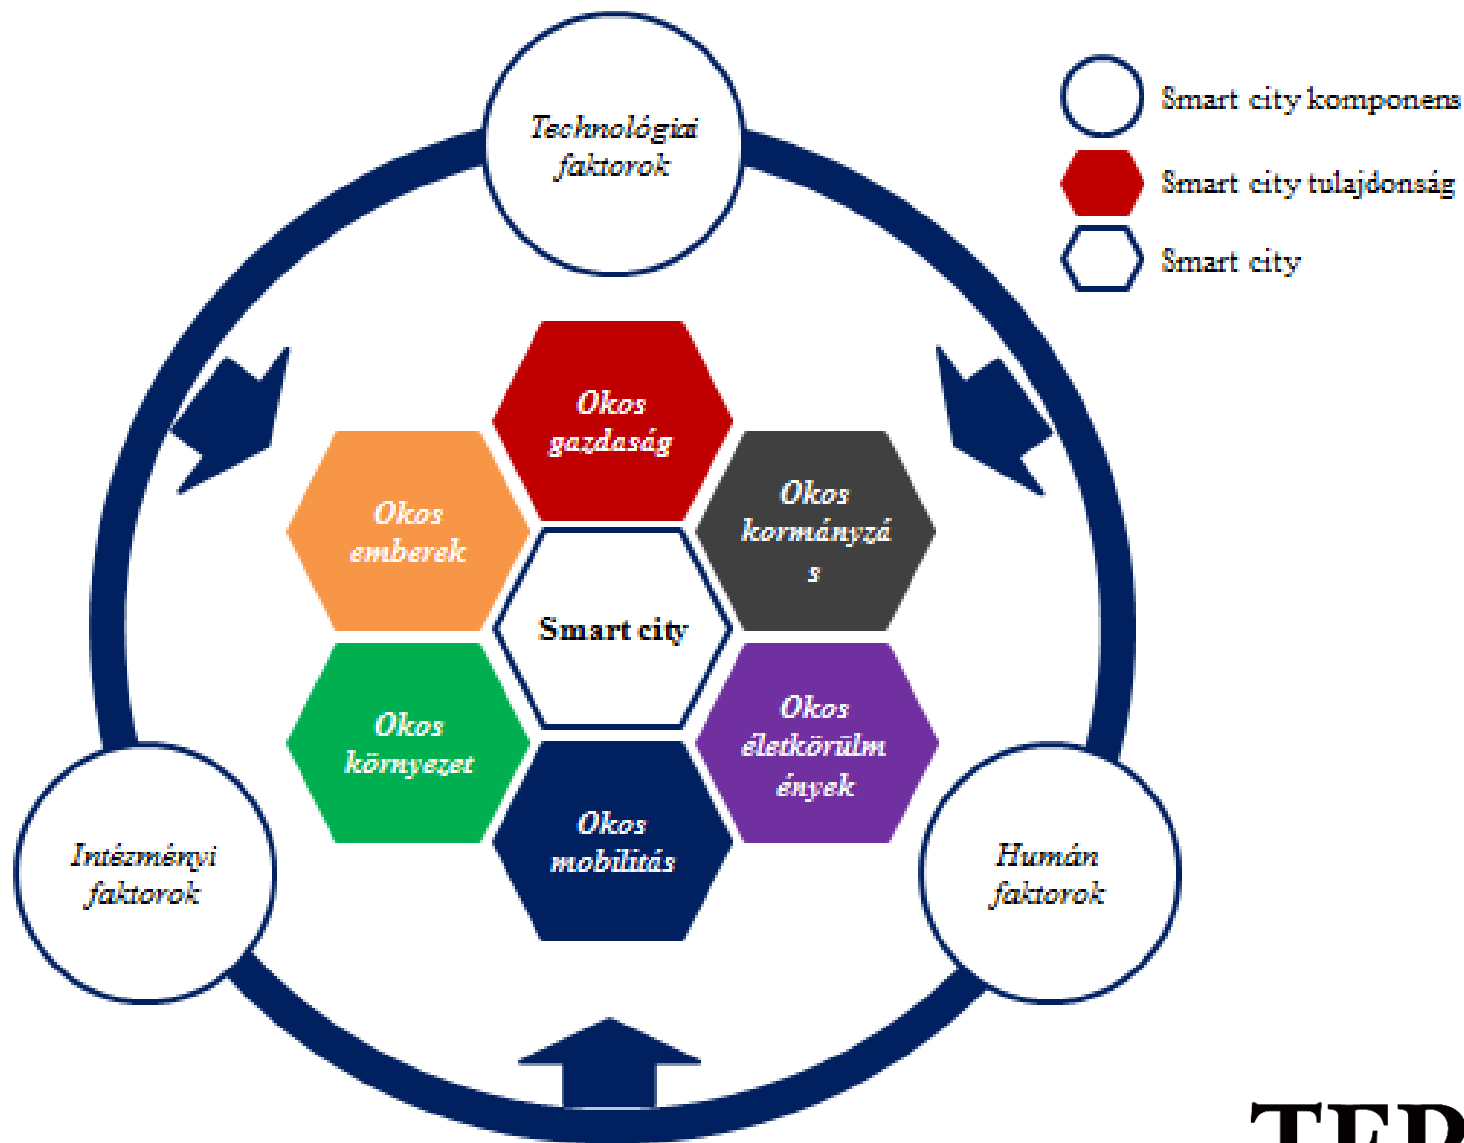 Technológiai
faktorok
Smart city komponens
Smart city tulajdonság
Smart city
Okos
gazdaság
Okos
emberek
Okos
kormányzá
s
Smart city
Okos
környezet
Okos
életkörülm
ények
Okos
mobilitás
Intézményi
faktorok
Humán
faktorok